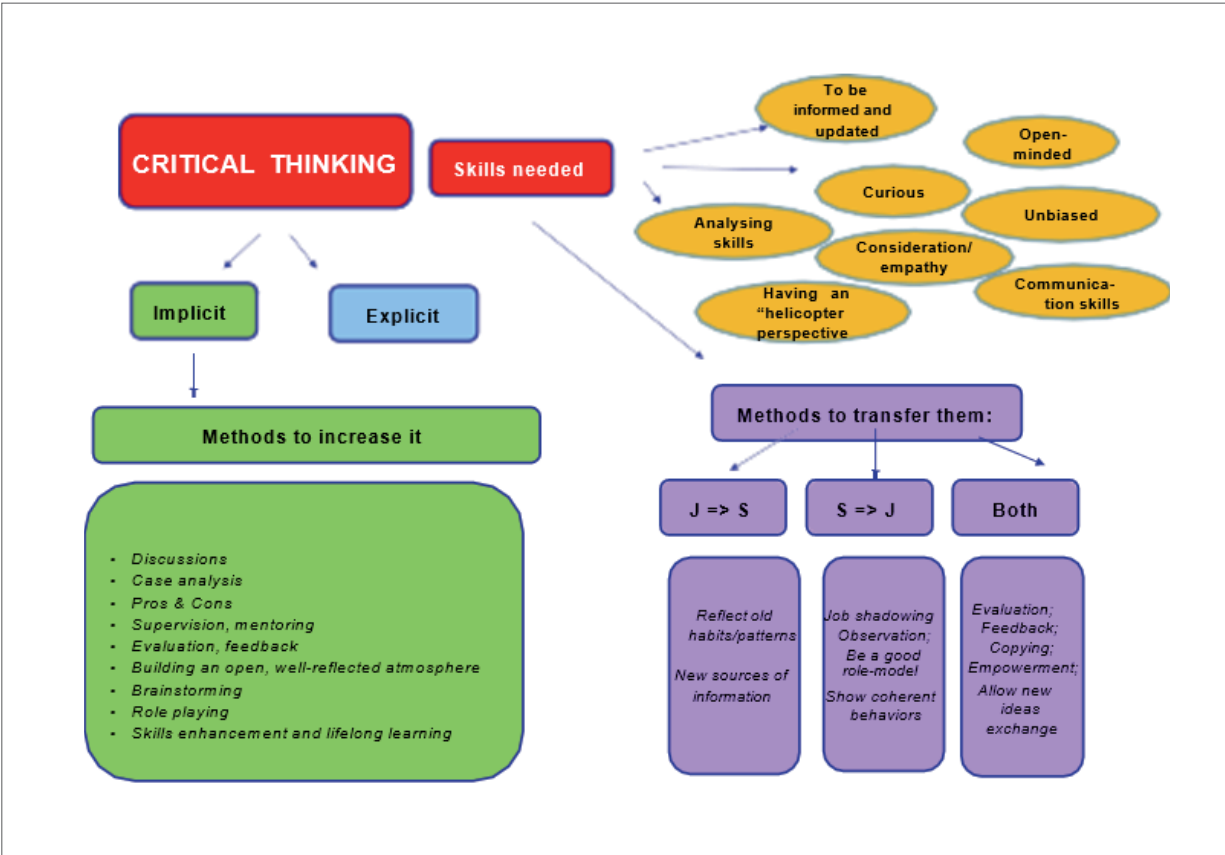 CRITICAL THINKING
Skills needed
To be
informed and
updated
Open-
minded
Curious
Unbiased
Analysing
skills
Consideration/
empathy
Communica-
tion skills
Having an
“helicopter
perspective
Implicit
Explicit
Methods to increase it
- Discussions
- Case analysis
- Pros & Cons
- Supervision, mentoring
- Evaluation, feedback
- Building an open, well-reflected atmosphere
- Brainstorming
- Role playing
- Skills enhancement and lifelong learning
Methods to transfer them:
J => S
S => J
Both
Reflect old
habits/patterns
New sources of
information
Job shadowing
Observation;
Be a good
role-model
Show coherent
behaviors
Evaluation;
Feedback;
Copying;
Empowerment;
Allow new
ideas
exchange